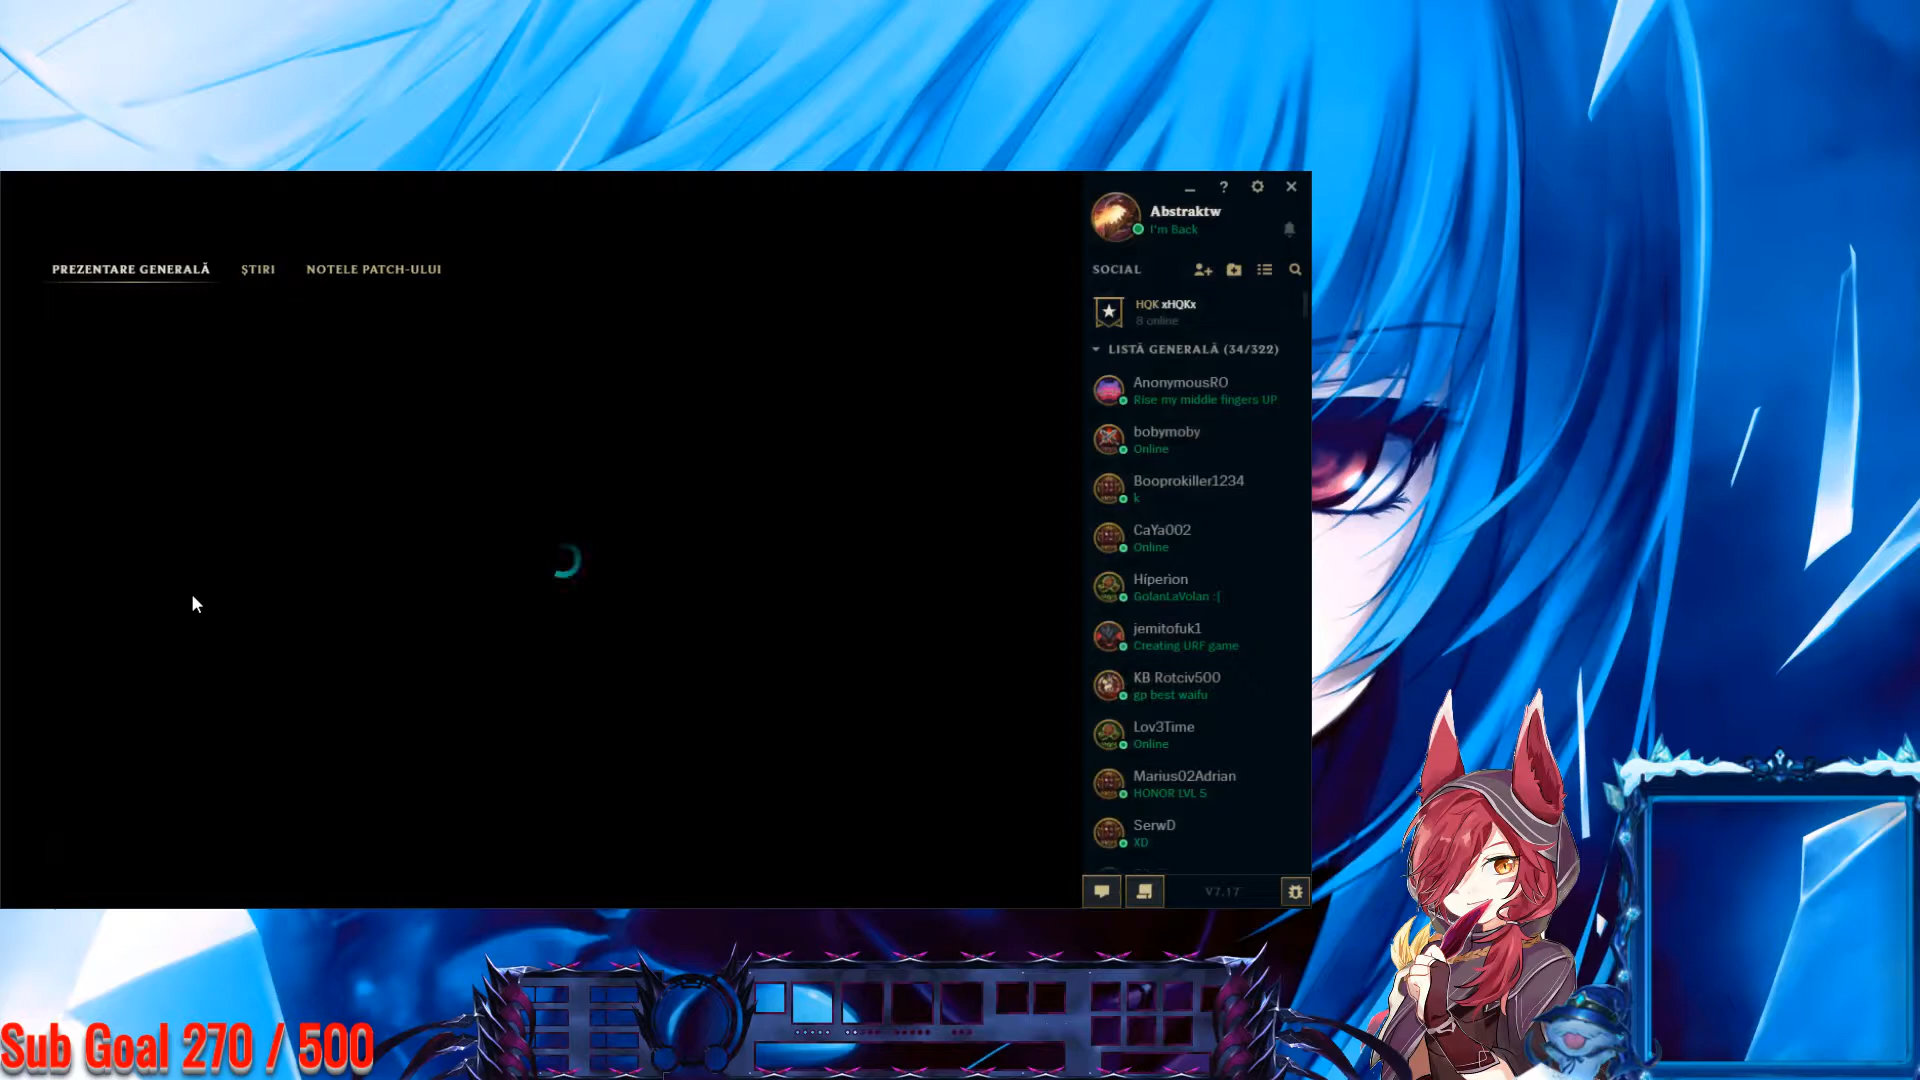 ?
Abstraktw
I'm Back
PREZENTARE GENERALĂ
ȘTIRI
NOTELE PATCH-ULUI
SOCIAL
HQK xHQKx
8 online
LISTĂ GENERALĂ (34/322)
AnonymousRO
Rise my middle fingers UP
bobymoby
Online
Booprokiller1234
k
CaYa002
Online
Híperion
GolanLaVolan :[
jemitofuk1
Creating URF game
KB Rotciv500
gp best waifu
Lov3Time
Online
Marius02Adrian
HONOR LVL 5
SerwD
XD
V7.17
Sub Goal 270 / 500